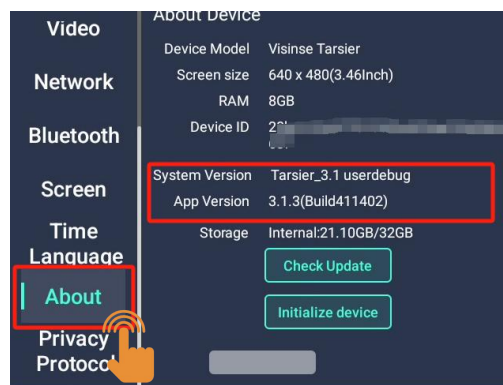 Video
Network
Bluetooth
Screen
Time
Language
About
Privacy
Protocol
About Device
Device Model Visinse Tarsier
Screen size 640 x 480(3.46Inch)
RAM 8GB
Device ID
System Version Tarsier_3.1 userdebug
App Version 3.1.3(Build411402)
Storage Internal:21.10GB/32GB
Check Update
Initialize device